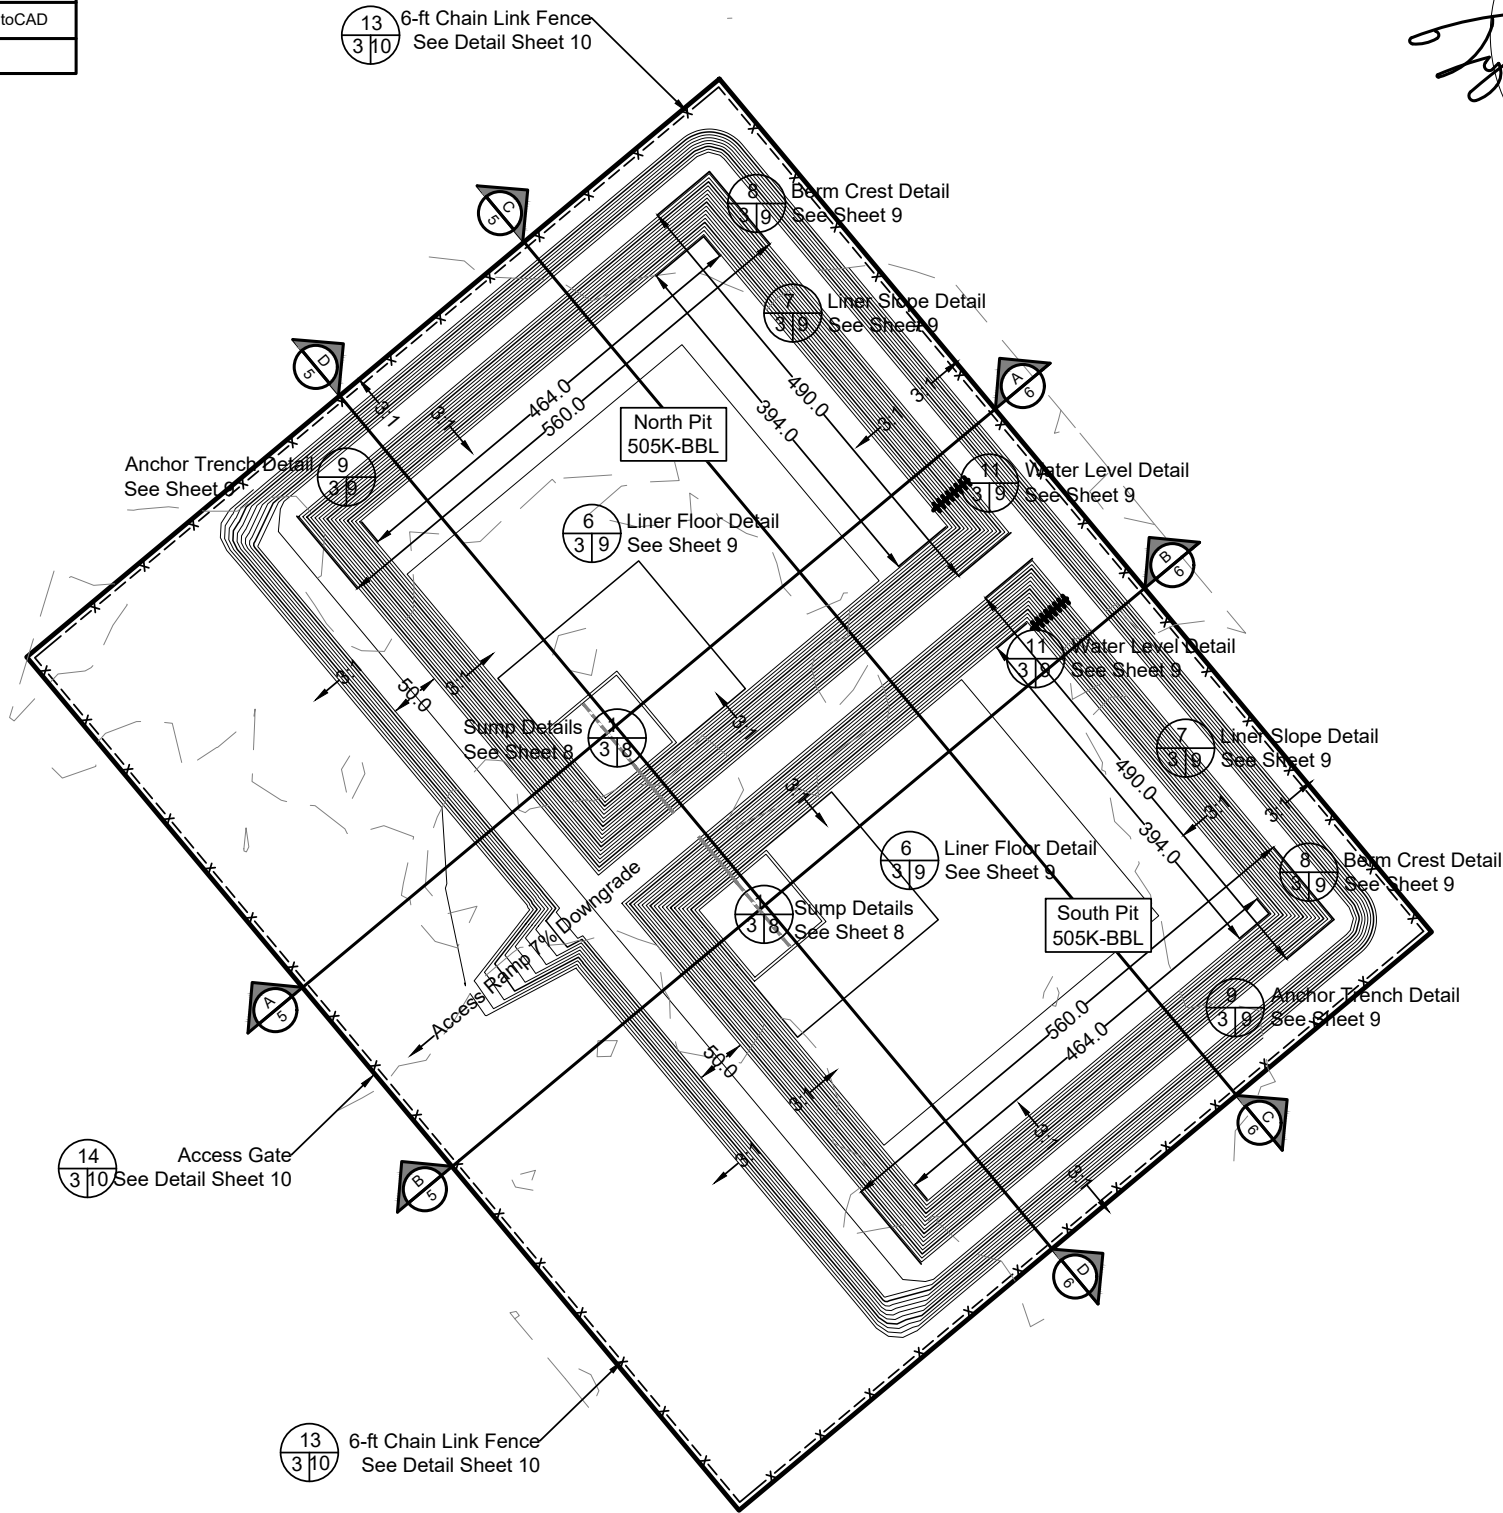 toCAD
13
3 10
6-ft Chain Link Fence
See Detail Sheet 10
C
5
8
3 9
Berm Crest Detail
See Sheet 9
7
3 9
Liner Slope Detail
See Sheet 9
D
5
A
6
3:1
3:1
464.0
560.0
490.0
394.0
3:1
3:1
North Pit
505K-BBL
Anchor Trench Detail
See Sheet 9
9
3 9
11
3 9
Water Level Detail
See Sheet 9
6
3 9
Liner Floor Detail
See Sheet 9
B
6
11
3 9
Water Level Detail
See Sheet 9
3:1
50.0
3:1
3:1
Sump Details
See Sheet 8
1
3 8
7
3 9
Liner Slope Detail
See Sheet 9
3:1
490.0
394.0
3:1
3:1
6
3 9
Liner Floor Detail
See Sheet 9
8
3 9
Berm Crest Detail
See Sheet 9
1
3 8
Sump Details
See Sheet 8
South Pit
505K-BBL
Access Ramp 7% Downgrade
A
5
9
3 9
Anchor Trench Detail
See Sheet 9
560.0
464.0
50.0
3:1
3:1
3:1
3:1
C
6
14
3 10
Access Gate
See Detail Sheet 10
B
5
D
6
13
3 10
6-ft Chain Link Fence
See Detail Sheet 10